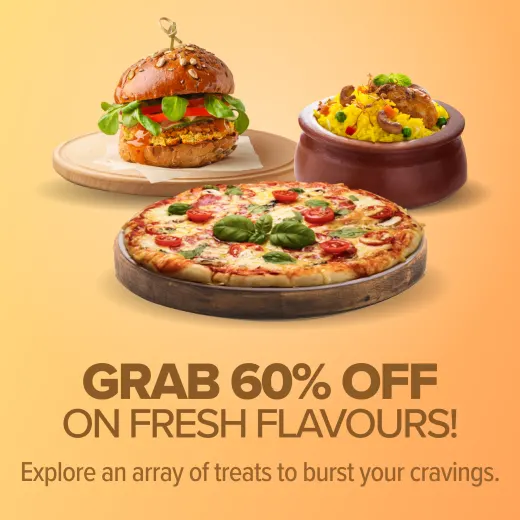 GRAB 60% OFF
ON FRESH FLAVOURS!
Explore an array of treats to burst your cravings.